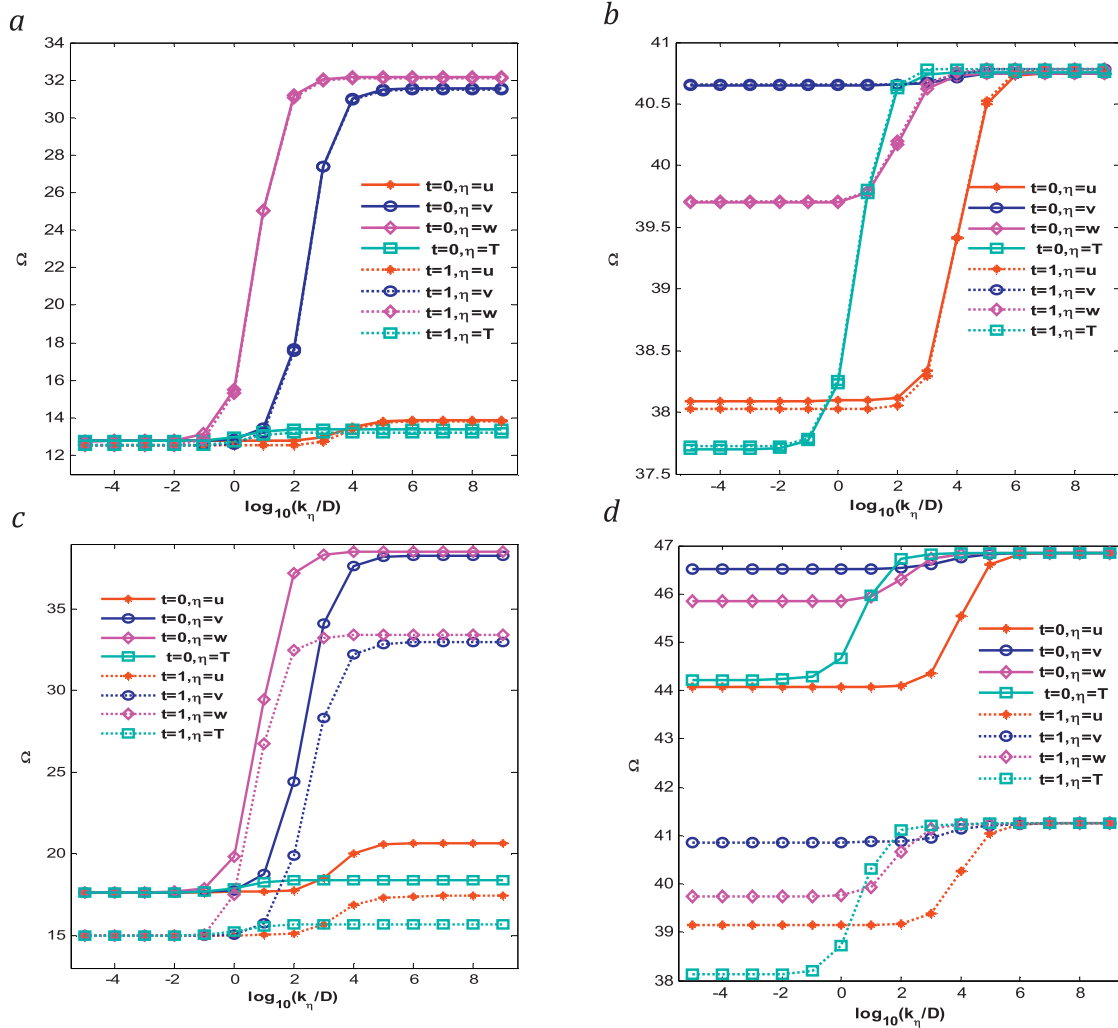 a
34
32
30
28
26
24
22
20
18
16
14
12
Ω
-4
-2
0
2
4
6
8
log10(kη/D)
t=0,η=u
t=0,η=v
t=0,η=w
t=0,η=T
t=1,η=u
t=1,η=v
t=1,η=w
t=1,η=T
b
41
40.5
40
39.5
39
38.5
38
37.5
Ω
-4
-2
0
2
4
6
8
log10(kη/D)
t=0,η=u
t=0,η=v
t=0,η=w
t=0,η=T
t=1,η=u
t=1,η=v
t=1,η=w
t=1,η=T
c
35
30
25
20
15
Ω
-4
-2
0
2
4
6
8
log10(kη/D)
t=0,η=u
t=0,η=v
t=0,η=w
t=0,η=T
t=1,η=u
t=1,η=v
t=1,η=w
t=1,η=T
d
47
46
45
44
43
42
41
40
39
38
Ω
-4
-2
0
2
4
6
8
log10(kη/D)
t=0,η=u
t=0,η=v
t=0,η=w
t=0,η=T
t=1,η=u
t=1,η=v
t=1,η=w
t=1,η=T